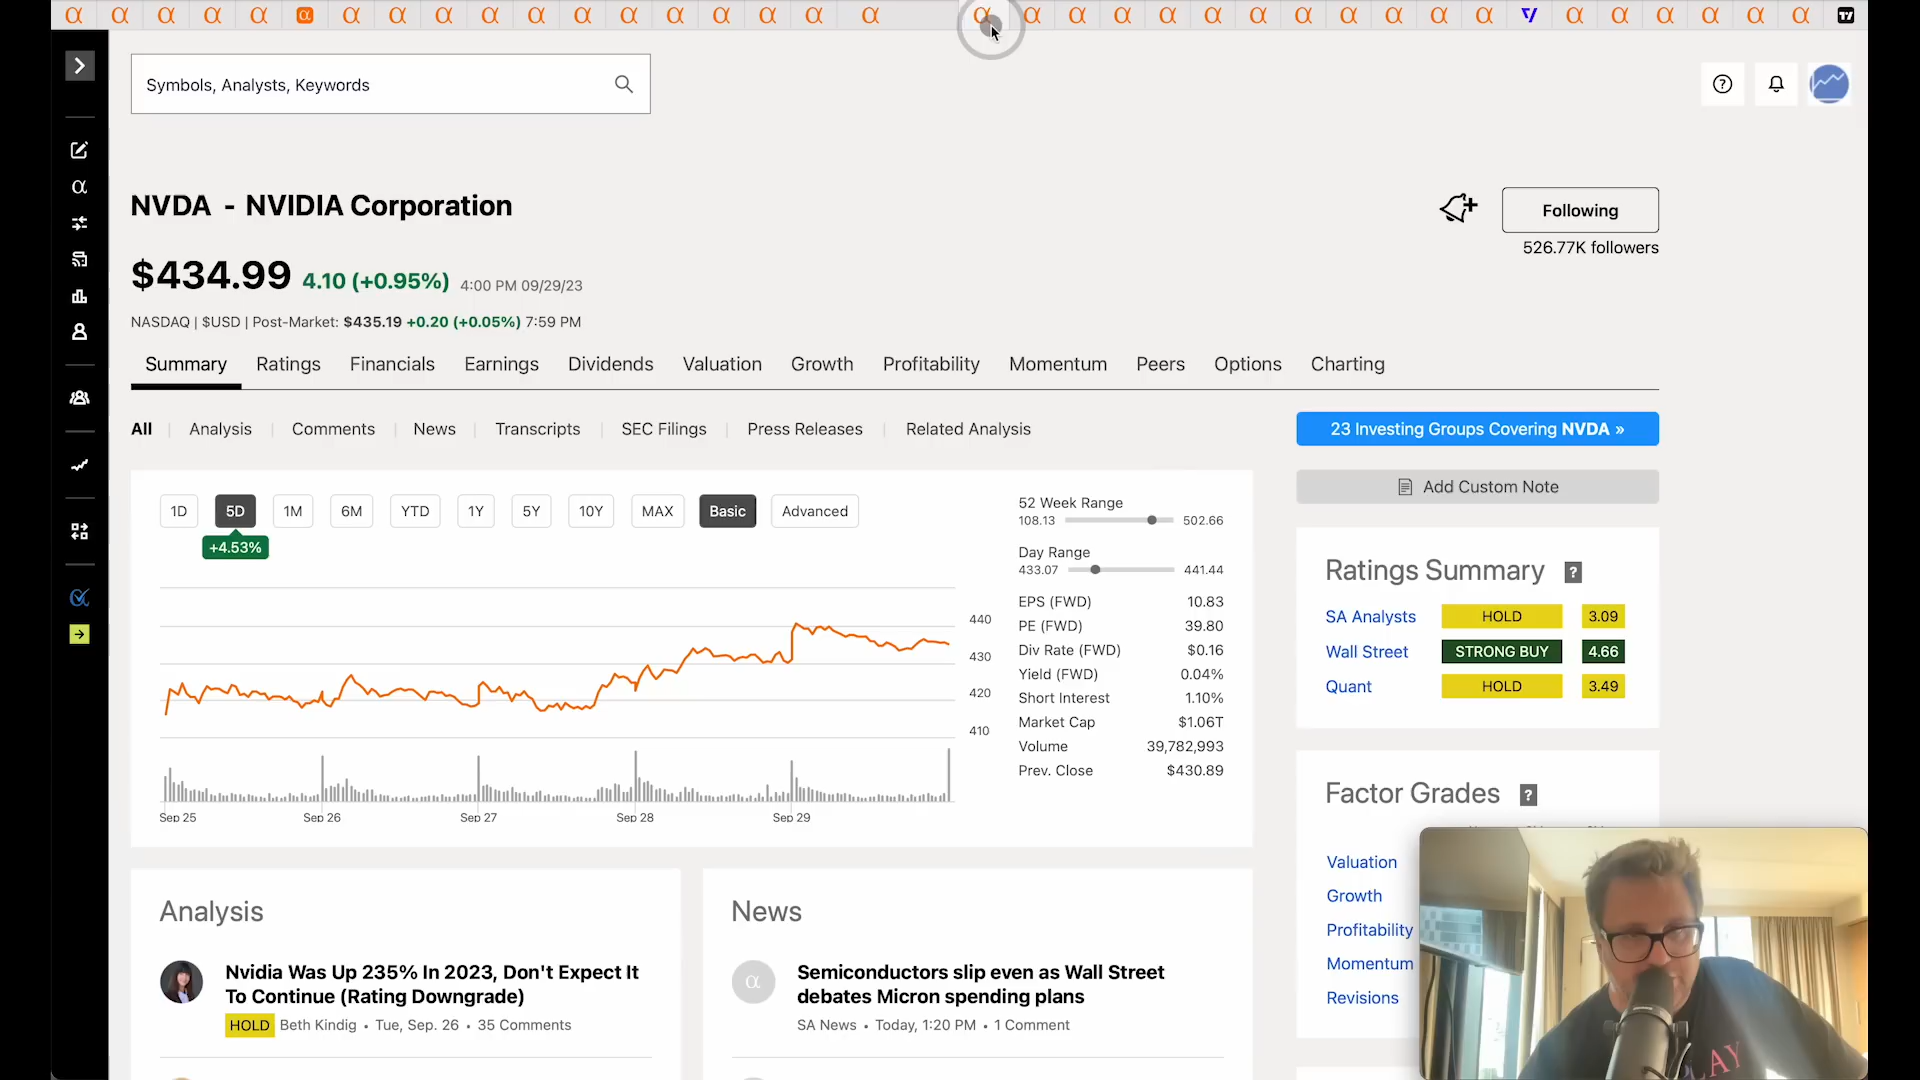 Symbols, Analysts, Keywords
NVDA - NVIDIA Corporation
Following
526.77K followers
$434.99 4.10 (+0.95%) 4:00 PM 09/29/23
NASDAQ | $USD | Post-Market: $435.19 +0.20 (+0.05%) 7:59 PM
Summary Ratings Financials Earnings Dividends Valuation Growth Profitability Momentum Peers Options Charting
All | Analysis | Comments | News | Transcripts | SEC Filings | Press Releases | Related Analysis
23 Investing Groups Covering NVDA »
Add Custom Note
1D 5D 1M 6M YTD 1Y 5Y 10Y MAX Basic Advanced
+4.53%
440
430
420
410
Sep 25 Sep 26 Sep 27 Sep 28 Sep 29
52 Week Range
108.13 502.66
Day Range
433.07 441.44
EPS (FWD) 10.83
PE (FWD) 39.80
Div Rate (FWD) $0.16
Yield (FWD) 0.04%
Short Interest 1.10%
Market Cap $1.06T
Volume 39,782,993
Prev. Close $430.89
Ratings Summary ?
SA Analysts HOLD 3.09
Wall Street STRONG BUY 4.66
Quant HOLD 3.49
Factor Grades ?
Valuation
Growth
Profitability
Momentum
Revisions
Analysis
Nvidia Was Up 235% In 2023, Don't Expect It
To Continue (Rating Downgrade)
HOLD Beth Kindig • Tue, Sep. 26 • 35 Comments
News
Semiconductors slip even as Wall Street
debates Micron spending plans
SA News • Today, 1:20 PM • 1 Comment
LAY